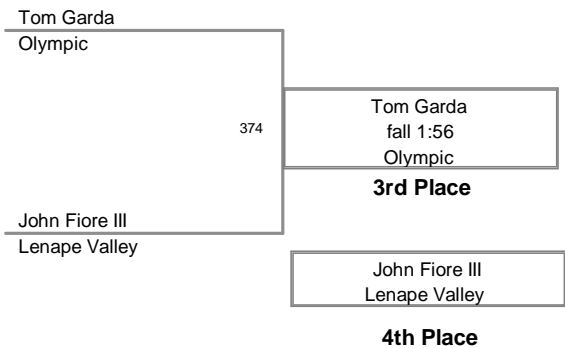 Tom Garda
Olympic
374
Tom Garda
fall 1:56
Olympic
3rd Place
John Fiore III
Lenape Valley
John Fiore III
Lenape Valley
4th Place